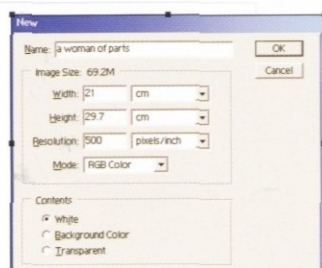 New
Name: a woman of parts
OK
Cancel
Image Size: 69.2M
Width: 21 cm
Height: 29.7 cm
Resolution: 500 pixels/inch
Mode: RGB Color
Contents
White
Background Color
Transparent